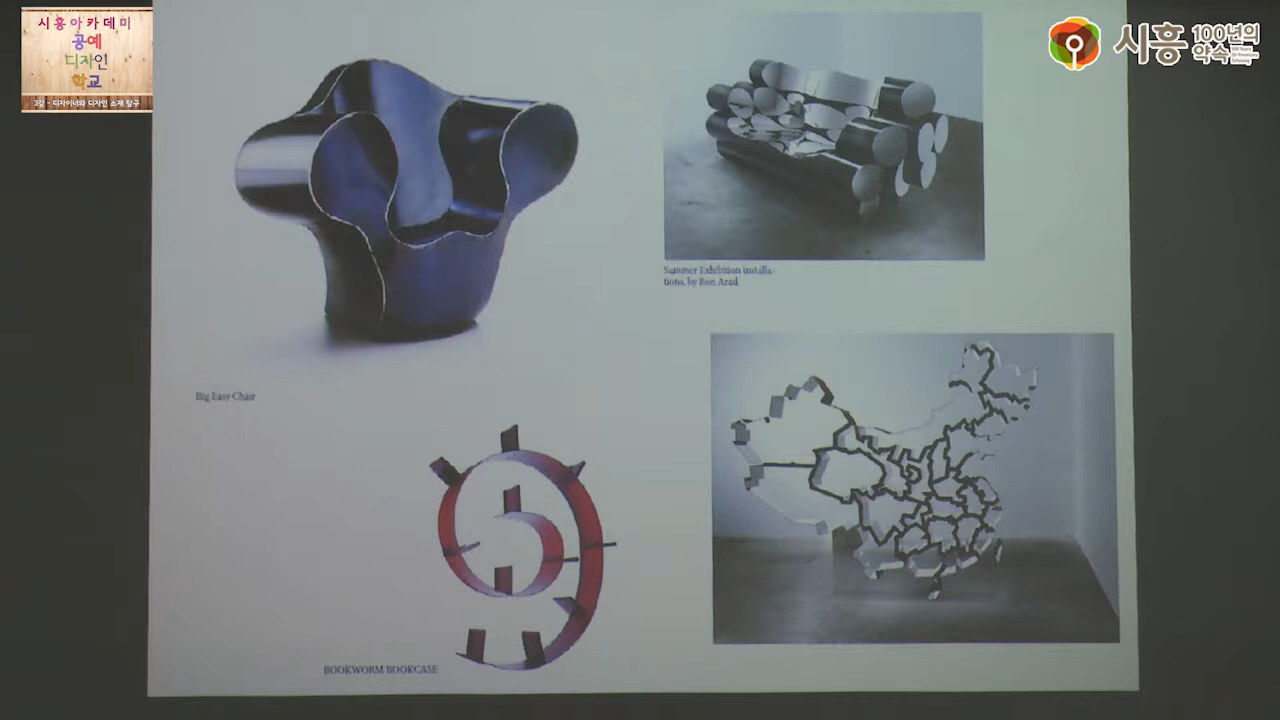 시흥아카데미
공예
디자인
학교
3강 - 디자이너와 디자인 소재 탐구
시흥 100년의
약속
Summer Exhibition installa-
tions, by Ron Arad
Big Easy Chair
BOOKWORM BOOKCASE